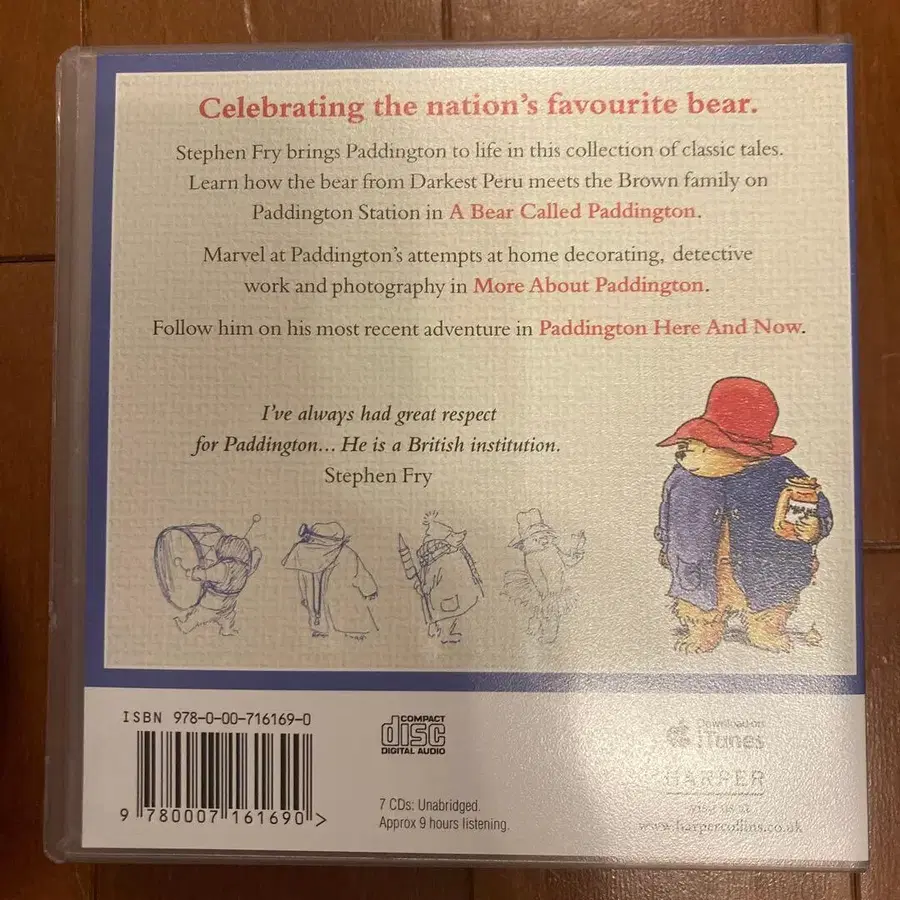 Celebrating the nation's favourite bear.
Stephen Fry brings Paddington to life in this collection of classic tales.
Learn how the bear from Darkest Peru meets the Brown family on
Paddington Station in A Bear Called Paddington.
Marvel at Paddington's attempts at home decorating, detective
work and photography in More About Paddington.
Follow him on his most recent adventure in Paddington Here And Now.
I've always had great respect
for Paddington... He is a British institution.
Stephen Fry
ISBN 978-0-00-716169-0
COMPACT
disc
DIGITAL AUDIO
9 780007 161690 >
7 CDs: Unabridged.
Approx 9 hours listening.
Download on
iTunes
HARPER
www.harpercollins.co.uk